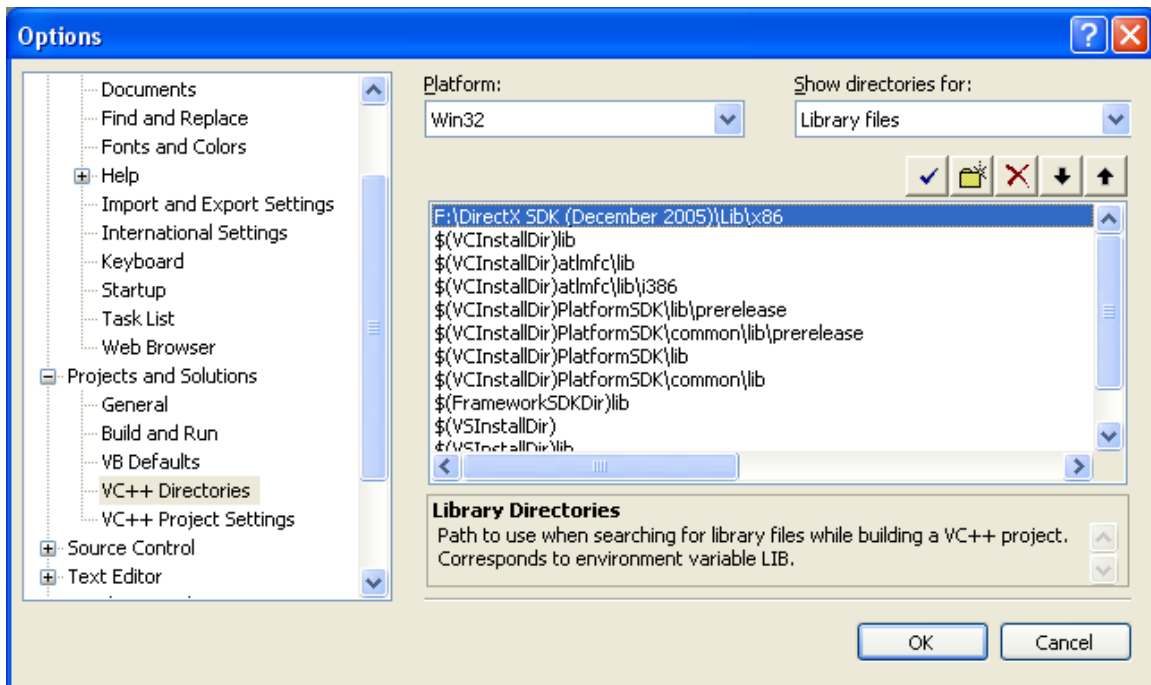 Options
Documents
Find and Replace
Fonts and Colors
Help
Import and Export Settings
International Settings
Keyboard
Startup
Task List
Web Browser
Projects and Solutions
General
Build and Run
VB Defaults
VC++ Directories
VC++ Project Settings
Source Control
Text Editor
Platform:
Win32
Show directories for:
Library files
F:\DirectX SDK (December 2005)\Lib\x86
$(VCInstallDir)lib
$(VCInstallDir)atlmfc\lib
$(VCInstallDir)atlmfc\lib\i386
$(VCInstallDir)PlatformSDK\lib\prerelease
$(VCInstallDir)PlatformSDK\common\lib\prerelease
$(VCInstallDir)PlatformSDK\lib
$(VCInstallDir)PlatformSDK\common\lib
$(FrameworkSDKDir)lib
$(VSInstallDir)
$(VSInstallDir)lib
Library Directories
Path to use when searching for library files while building a VC++ project.
Corresponds to environment variable LIB.
OK
Cancel